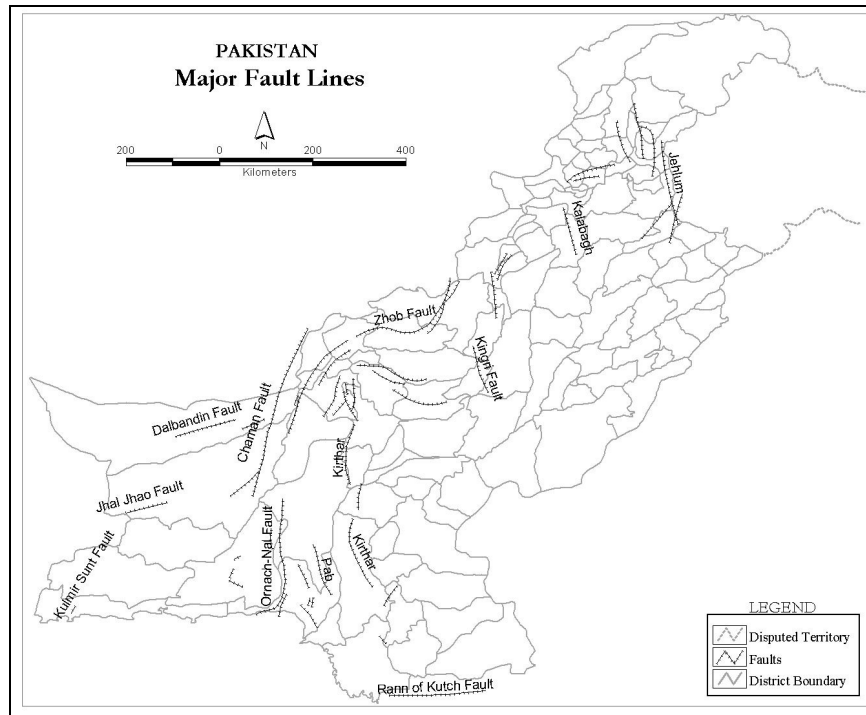 PAKISTAN
Major Fault Lines
N
200 0 200 400
Kilometers
Jehlum
Kalabagh
Zhob Fault
Kingri Fault
Dalbandin Fault
Chaman Fault
Kirthar
Jhal Jhao Fault
Ornach-Nal Fault
Kirthar
Pab
Kulmir Sunt Fault
Rann of Kutch Fault
LEGEND
Disputed Territory
Faults
District Boundary